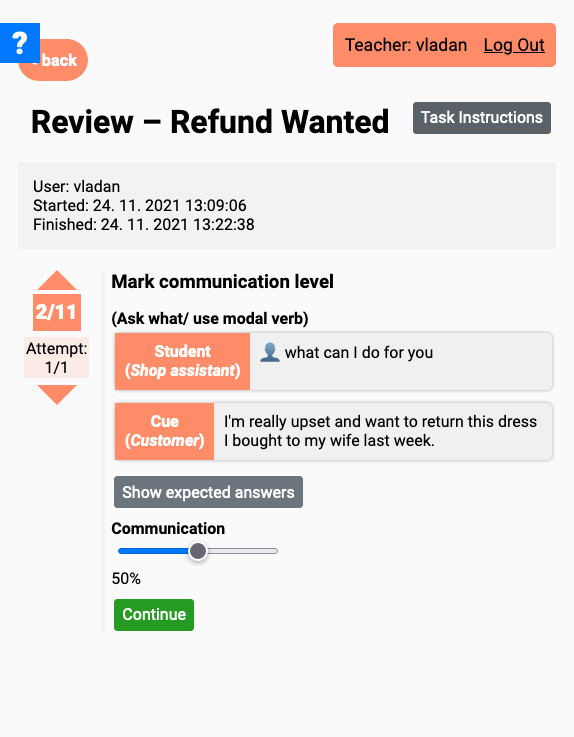 ?
back
Teacher: vladan Log Out
Review – Refund Wanted
Task Instructions
User: vladan
Started: 24. 11. 2021 13:09:06
Finished: 24. 11. 2021 13:22:38
2/11
Attempt:
1/1
Mark communication level
(Ask what/ use modal verb)
Student
(Shop assistant)
what can I do for you
Cue
(Customer)
I'm really upset and want to return this dress
I bought to my wife last week.
Show expected answers
Communication
50%
Continue